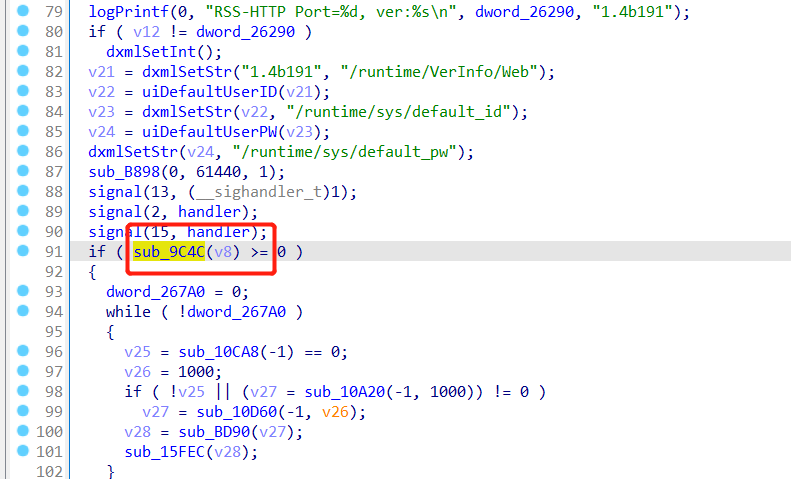 79 logPrintf(0, "RSS-HTTP Port=%d, ver:%s\n", dword_26290, "1.4b191");
80 if ( v12 != dword_26290 )
81 dxmlSetInt();
82 v21 = dxmlSetStr("1.4b191", "/runtime/VerInfo/Web");
83 v22 = uiDefaultUserID(v21);
84 v23 = dxmlSetStr(v22, "/runtime/sys/default_id");
85 v24 = uiDefaultUserPW(v23);
86 dxmlSetStr(v24, "/runtime/sys/default_pw");
87 sub_B898(0, 61440, 1);
88 signal(13, (__sighandler_t)1);
89 signal(2, handler);
90 signal(15, handler);
91 if ( sub_9C4C(v8) >= 0 )
92 {
93 dword_267A0 = 0;
94 while ( !dword_267A0 )
95 {
96 v25 = sub_10CA8(-1) == 0;
97 v26 = 1000;
98 if ( !v25 || (v27 = sub_10A20(-1, 1000)) != 0 )
99 v27 = sub_10D60(-1, v26);
100 v28 = sub_BD90(v27);
101 sub_15FEC(v28);
102 }